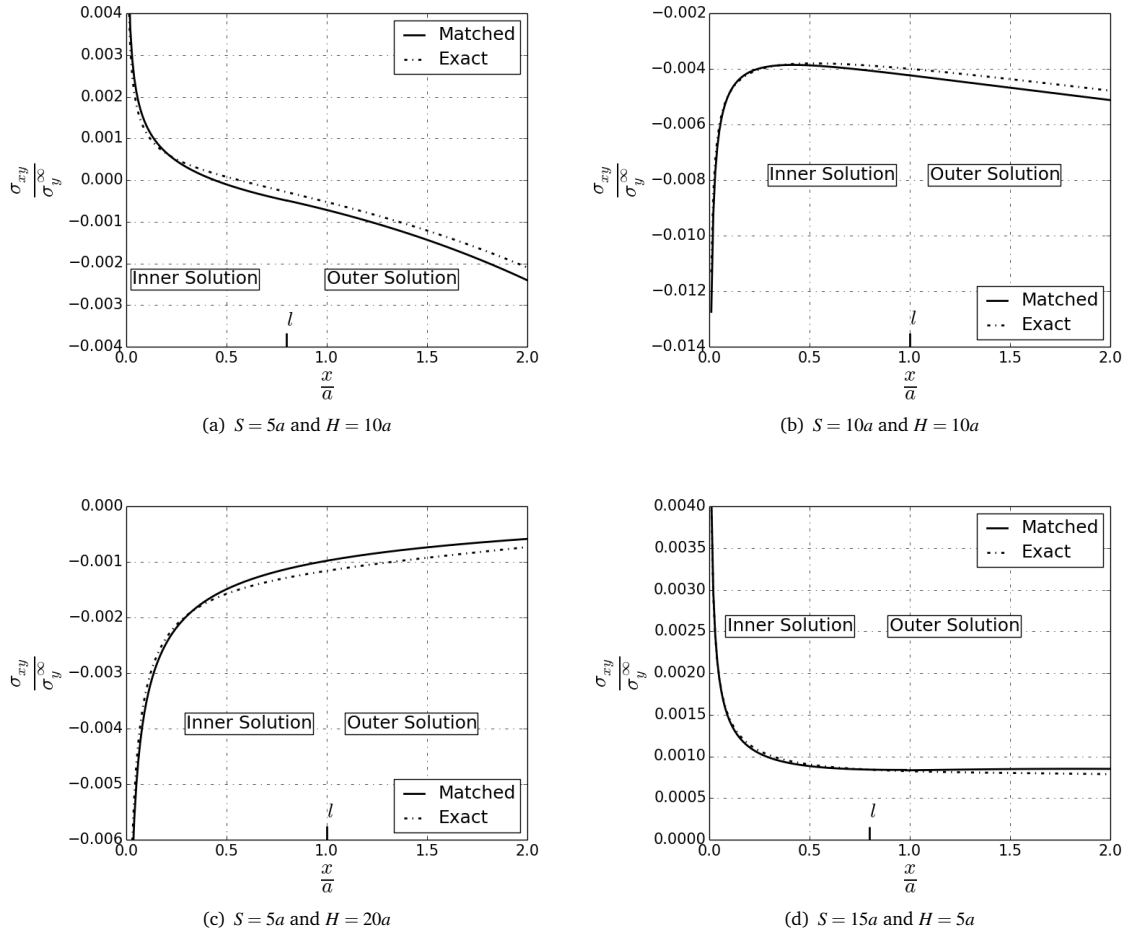 0.004
0.003
0.002
0.001
0.000
−0.001
−0.002
−0.003
−0.004
σxy
σy∞
Matched
Exact
Inner Solution
Outer Solution
l
0.0 0.5 1.0 1.5 2.0
x
a
(a) S = 5a and H = 10a
−0.002
−0.004
−0.006
−0.008
−0.010
−0.012
−0.014
σxy
σy∞
Inner Solution
Outer Solution
Matched
Exact
l
0.0 0.5 1.0 1.5 2.0
x
a
(b) S = 10a and H = 10a
0.000
−0.001
−0.002
−0.003
−0.004
−0.005
−0.006
σxy
σy∞
Inner Solution
Outer Solution
Matched
Exact
l
0.0 0.5 1.0 1.5 2.0
x
a
(c) S = 5a and H = 20a
0.0040
0.0035
0.0030
0.0025
0.0020
0.0015
0.0010
0.0005
0.0000
σxy
σy∞
Matched
Exact
Inner Solution
Outer Solution
l
0.0 0.5 1.0 1.5 2.0
x
a
(d) S = 15a and H = 5a